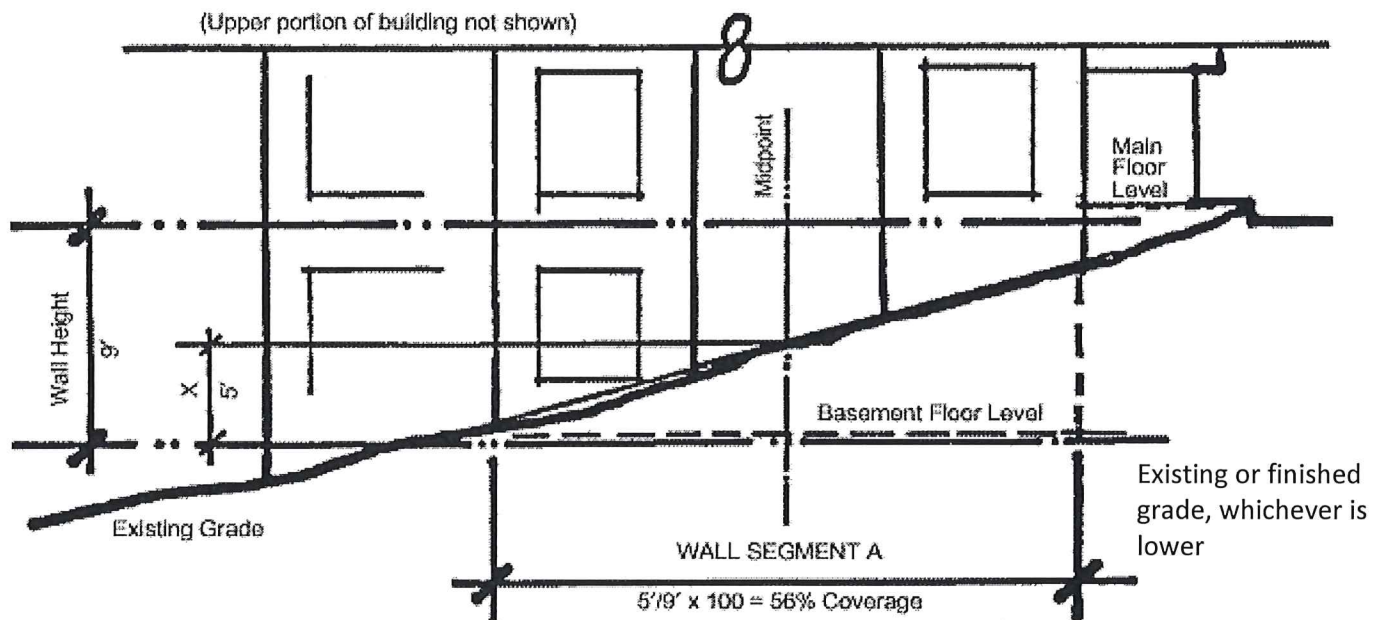 (Upper portion of building not shown)
8
Midpoint
Main
Floor
Level
Wall Height
9'
X
5'
Basement Floor Level
Existing Grade
Existing or finished
grade, whichever is
lower
WALL SEGMENT A
5'/9' x 100 = 56% Coverage